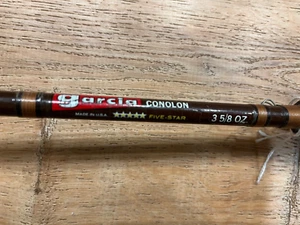 garcia CONOLON
MADE IN U.S.A. ★★★★★ FIVE-STAR
3 5/8 OZ.